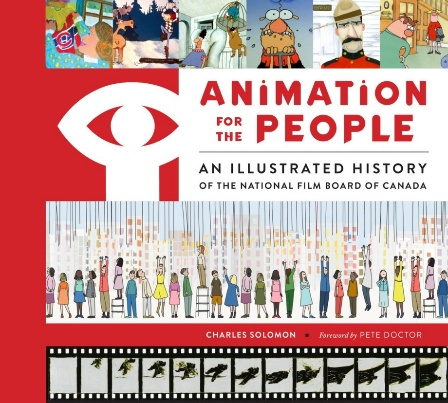 ANiMATiON
FOR THE PEOPLE
AN ILLUSTRATED HISTORY
OF THE NATIONAL FILM BOARD OF CANADA
CHARLES SOLOMON • Foreword by PETE DOCTOR